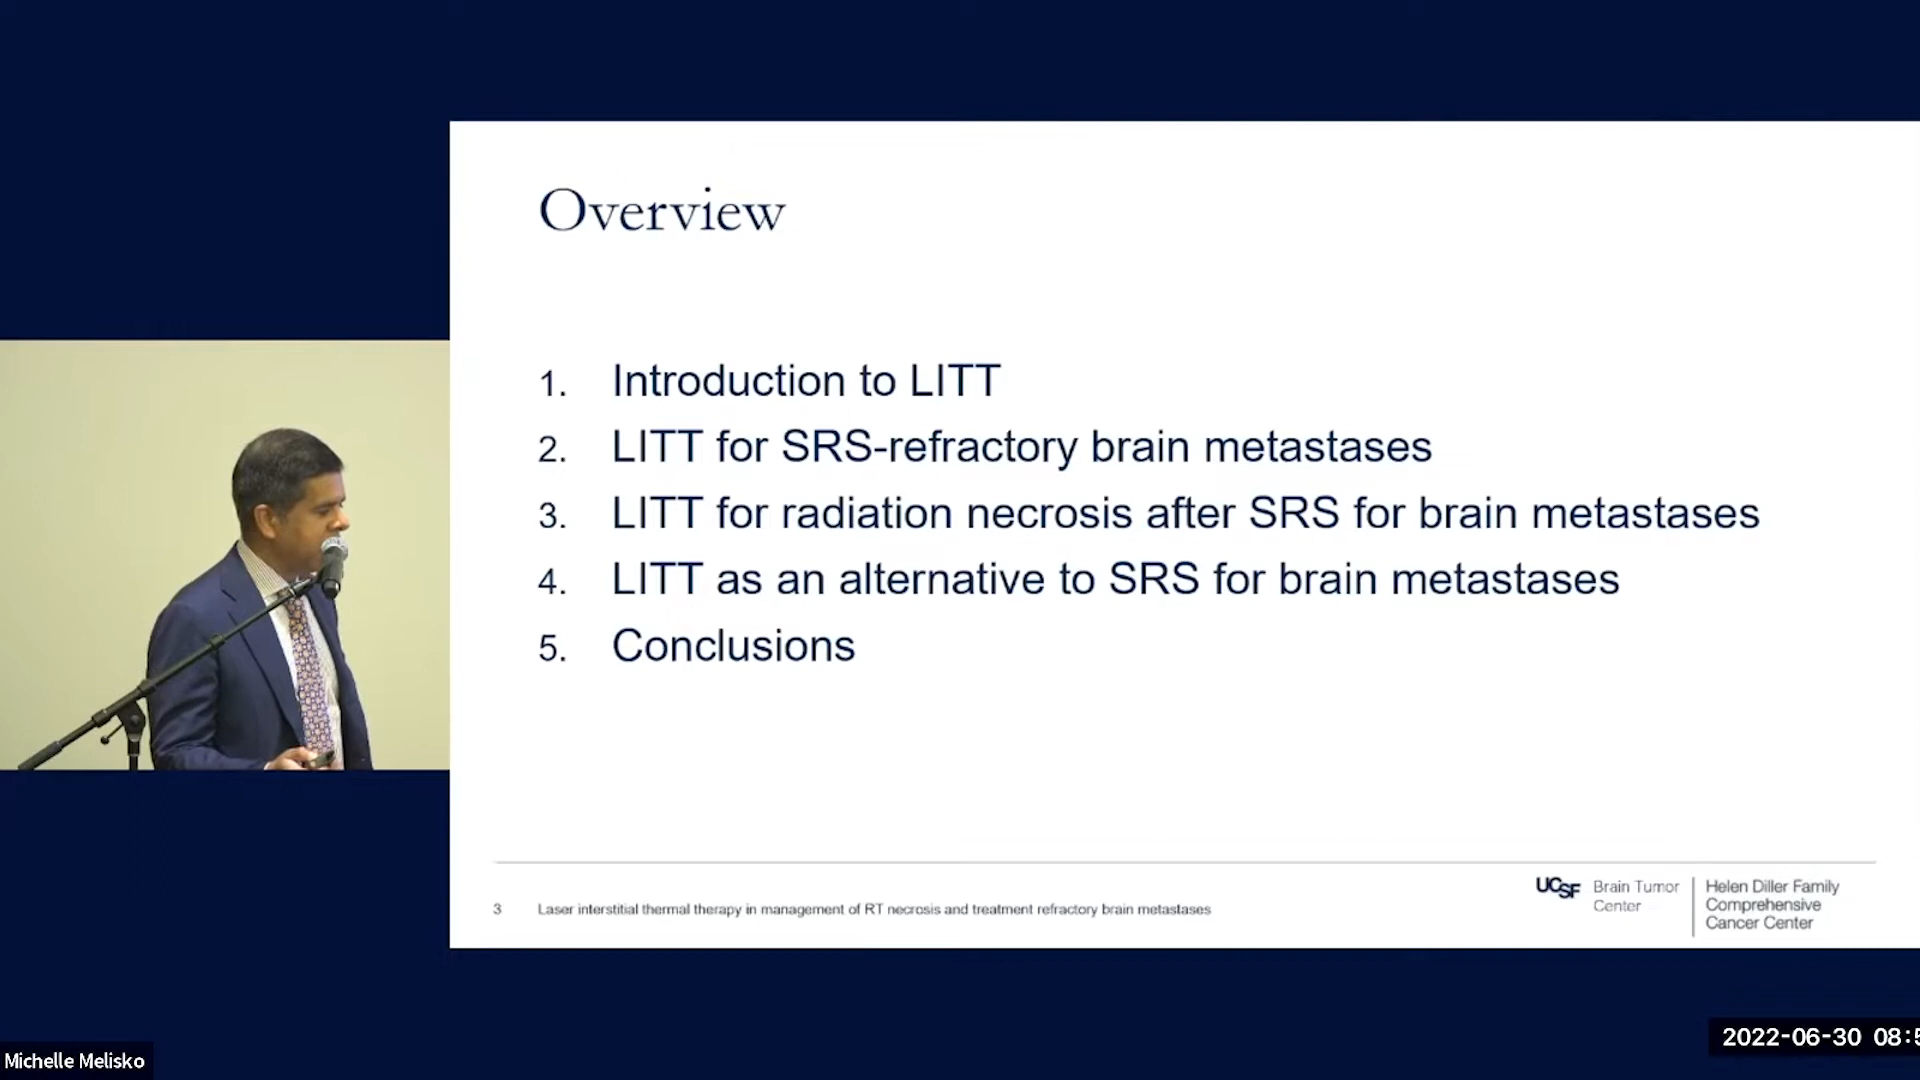 Overview
1. Introduction to LITT
2. LITT for SRS-refractory brain metastases
3. LITT for radiation necrosis after SRS for brain metastases
4. LITT as an alternative to SRS for brain metastases
5. Conclusions
3 Laser interstitial thermal therapy in management of RT necrosis and treatment refractory brain metastases
UCSF Brain Tumor
Center
Helen Diller Family
Comprehensive
Cancer Center
2022-06-30 08:5
Michelle Melisko